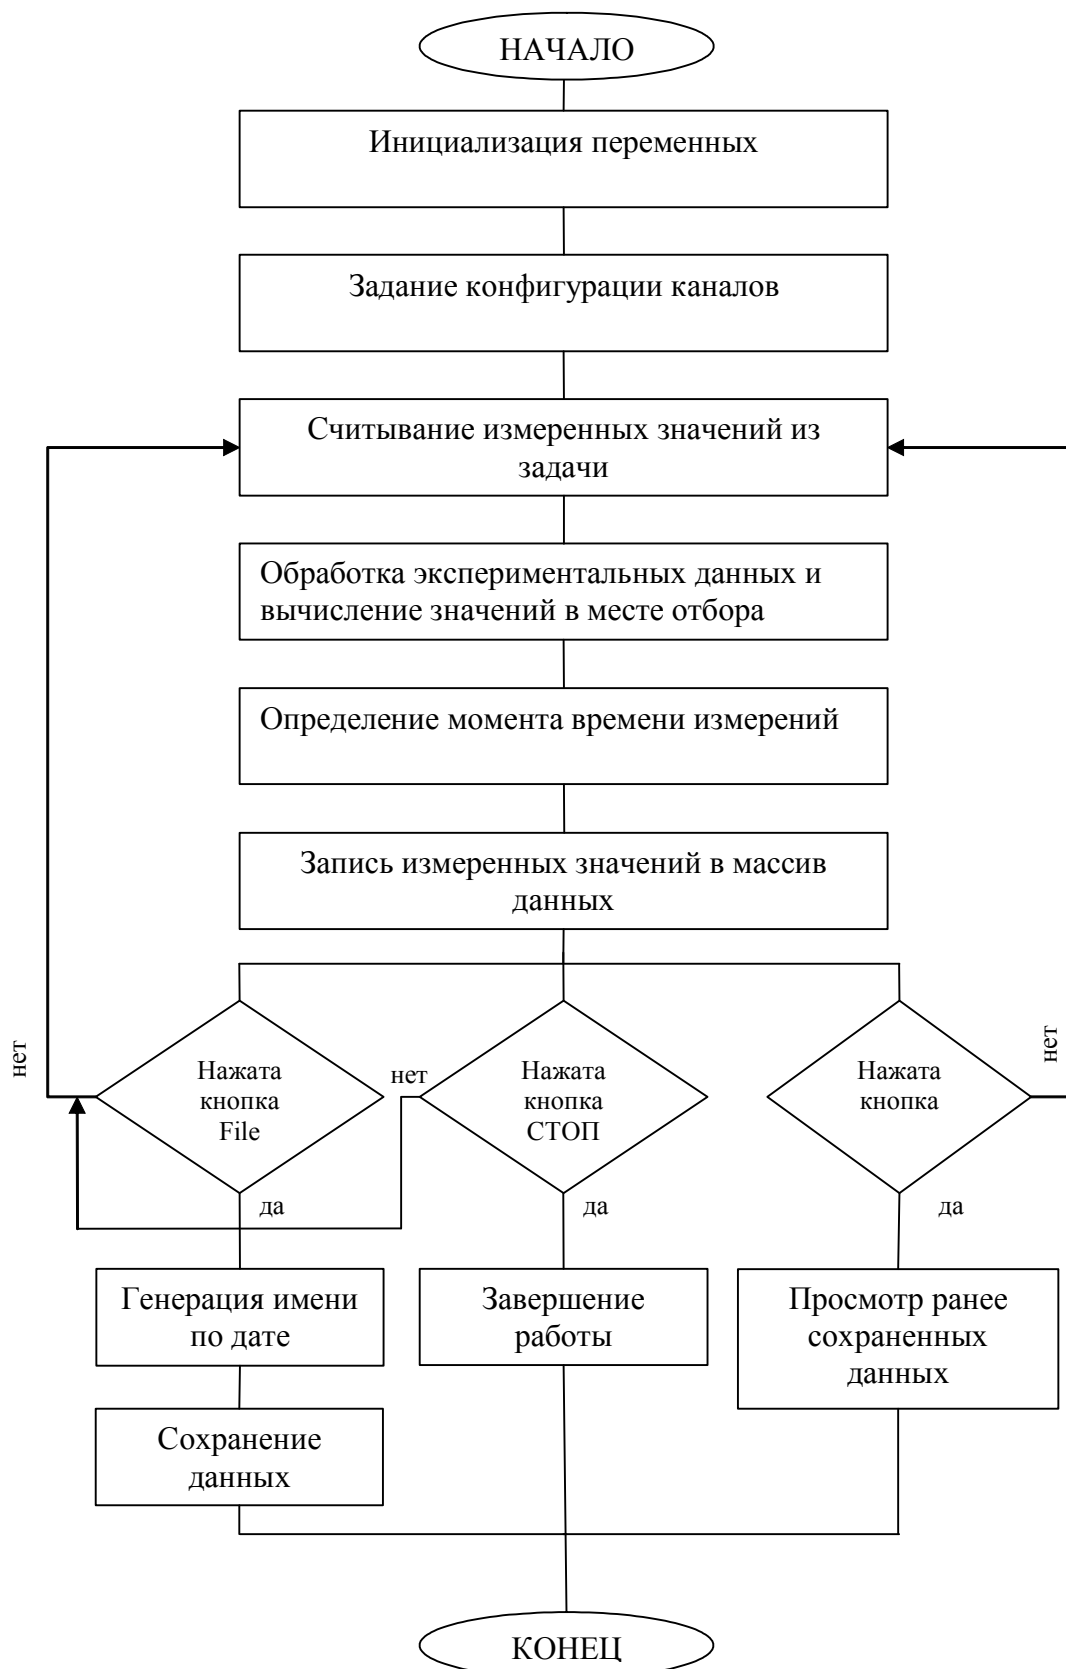 НАЧАЛО
Инициализация переменных
Задание конфигурации каналов
Считывание измеренных значений из
задачи
Обработка экспериментальных данных и
вычисление значений в месте отбора
Определение момента времени измерений
Запись измеренных значений в массив
данных
нет
Нажата
кнопка
File
нет
Нажата
кнопка
СТОП
Нажата
кнопка
нет
да
да
да
Генерация имени
по дате
Завершение
работы
Просмотр ранее
сохраненных
данных
Сохранение
данных
КОНЕЦ